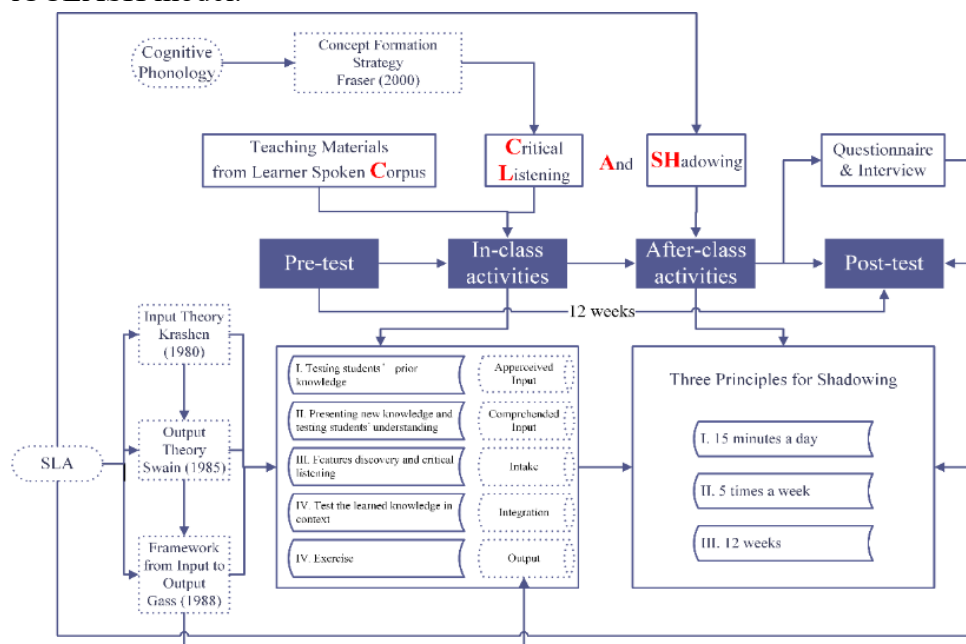 Cognitive
Phonology
Concept Formation
Strategy
Fraser (2000)
Teaching Materials
from Learner Spoken Corpus
Critical
Listening
And
SHadowing
Questionnaire
& Interview
Pre-test
In-class
activities
After-class
activities
Post-test
12 weeks
Input Theory
Krashen
(1980)
Output
Theory
Swain (1985)
Framework
from Input to
Output
Gass (1988)
SLA
I. Testing students' prior
knowledge
Apperceived
Input
II. Presenting new knowledge and
testing students' understanding
Comprehended
Input
III. Features discovery and critical
listening
Intake
IV. Test the learned knowledge in
context
Integration
IV. Exercise
Output
Three Principles for Shadowing
I. 15 minutes a day
II. 5 times a week
III. 12 weeks